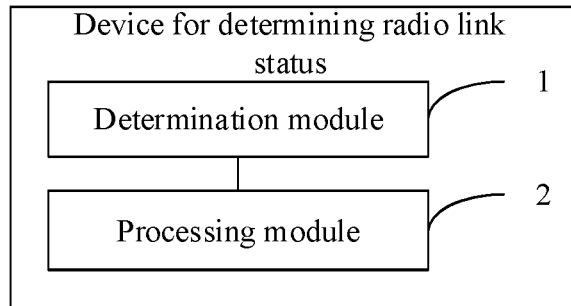 Device for determining radio link
status
Determination module
1
Processing module
2